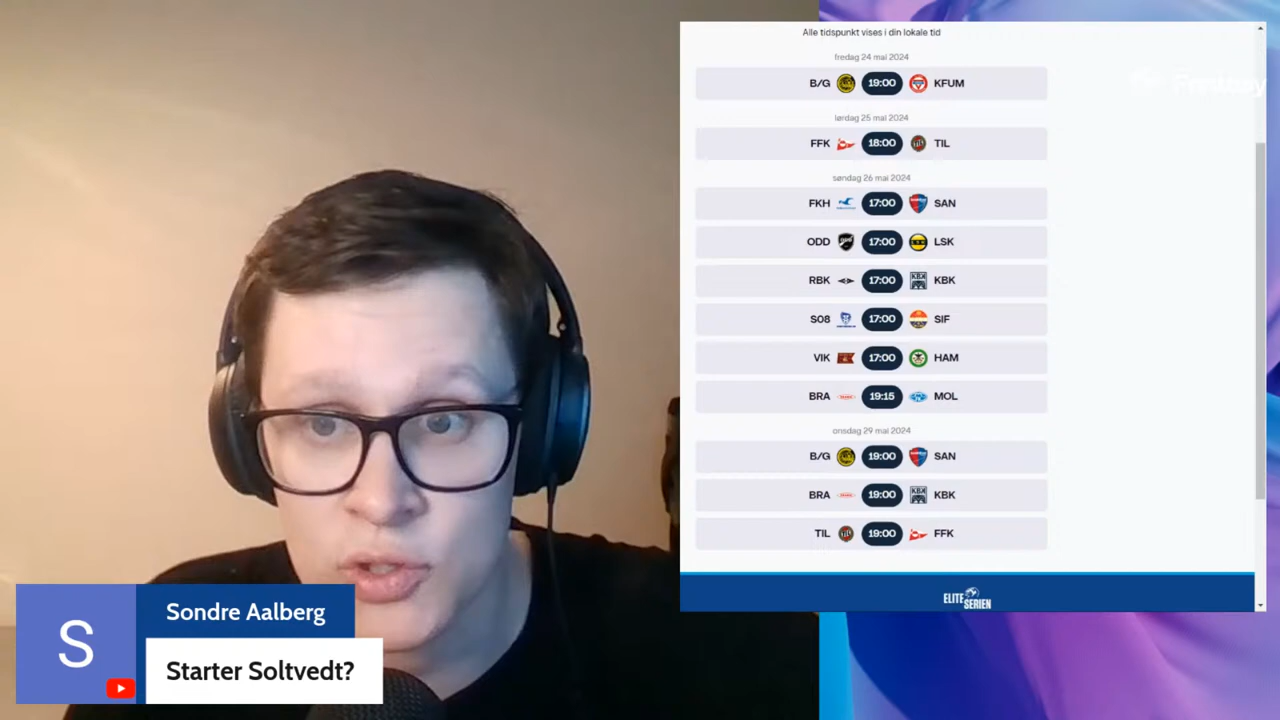 Alle tidspunkt vises i din lokale tid
fredag 24 mai 2024
B/G 19:00 KFUM
lørdag 25 mai 2024
FFK 18:00 TIL
søndag 26 mai 2024
FKH 17:00 SAN
ODD 17:00 LSK
RBK 17:00 KBK
S08 17:00 SIF
VIK 17:00 HAM
BRA 19:15 MOL
onsdag 29 mai 2024
B/G 19:00 SAN
BRA 19:00 KBK
TIL 19:00 FFK
ELITE
SERIEN
S
Sondre Aalberg
Starter Soltvedt?